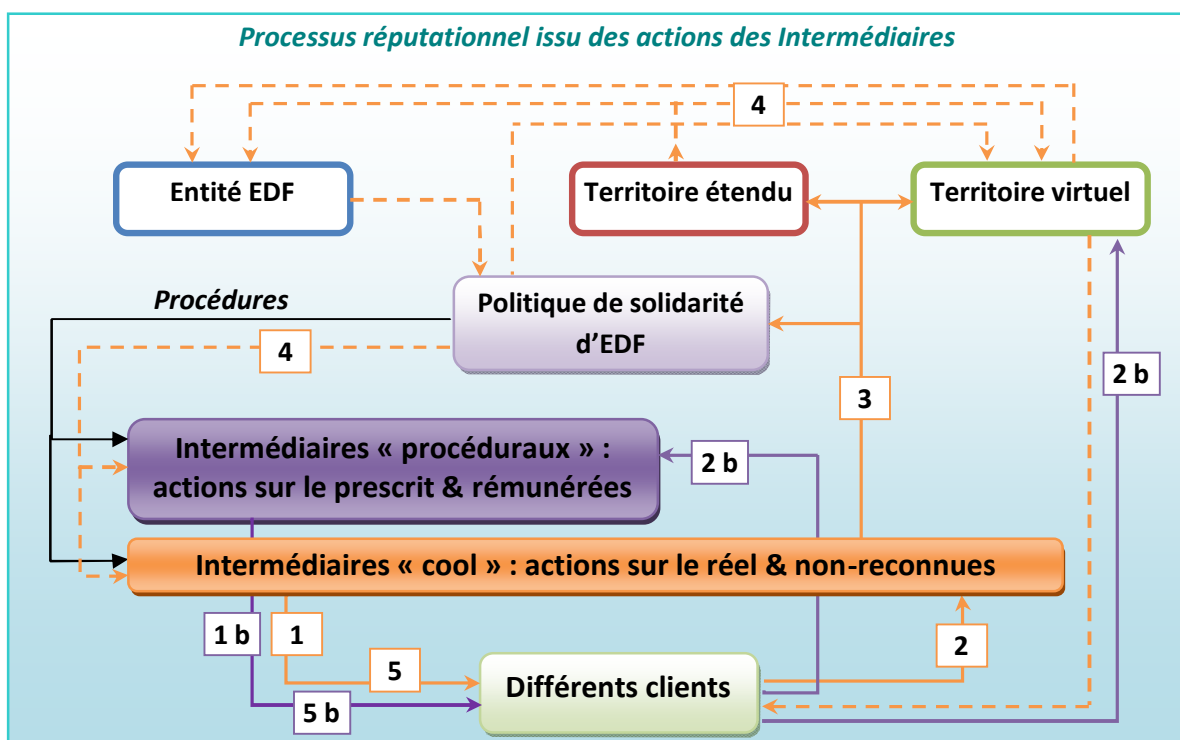 Processus réputationnel issu des actions des Intermédiaires
4
Entité EDF
Territoire étendu
Territoire virtuel
Procédures
Politique de solidarité
d’EDF
4
3
2 b
Intermédiaires « procéduraux » :
actions sur le prescrit & rémunérées
2 b
Intermédiaires « cool » : actions sur le réel & non-reconnues
1 b
1
2
5
Différents clients
5 b